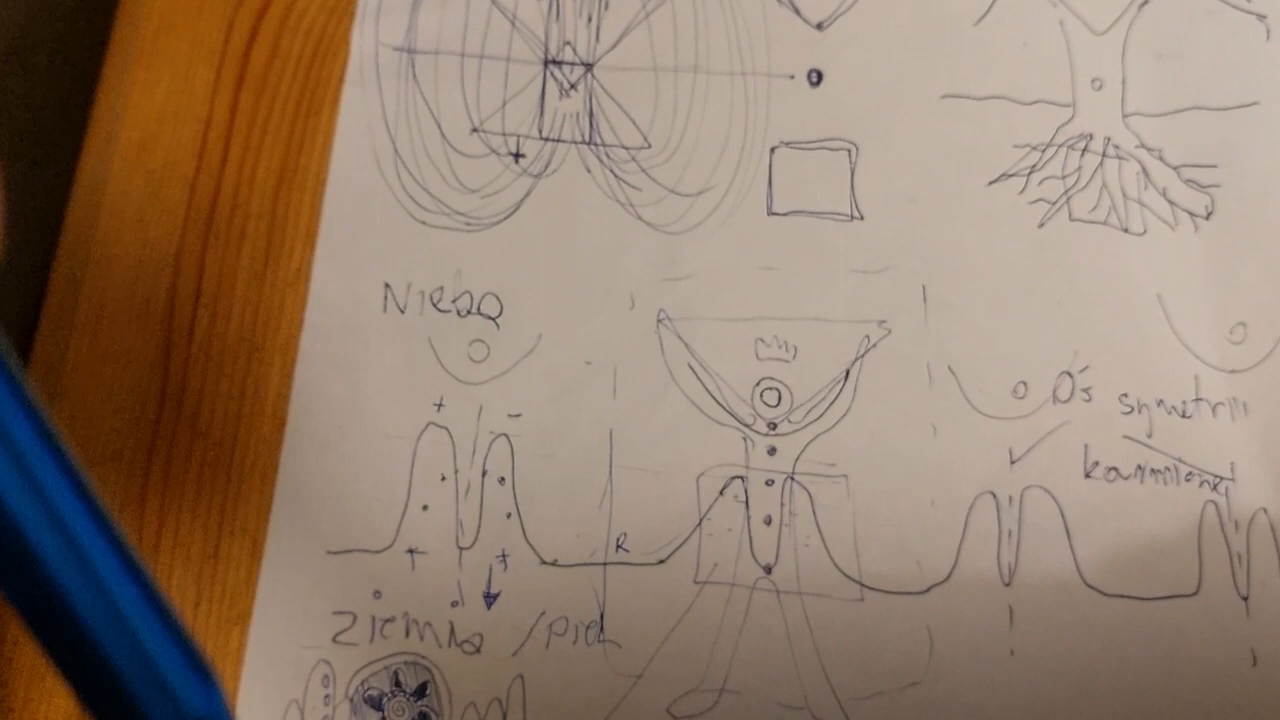 Niebo
+
+ -
Oś symetrii
R
+ +
Ziemia /